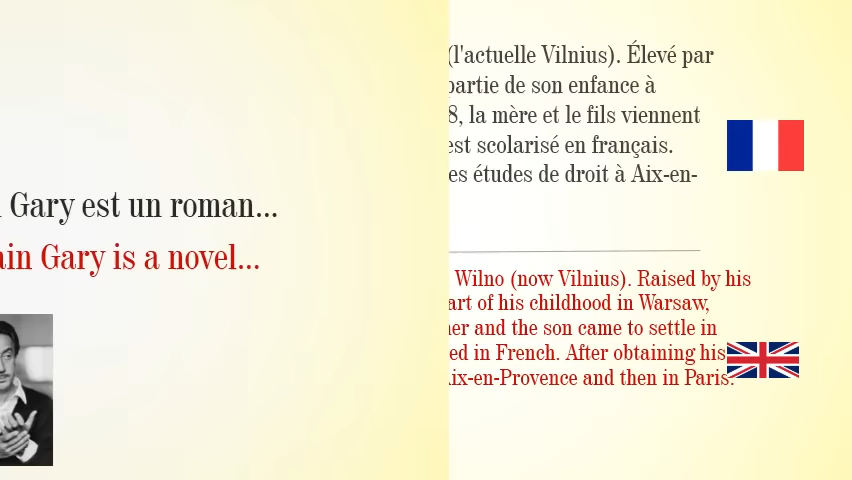 Gary est un roman...
ain Gary is a novel...
(l'actuelle Vilnius). Élevé par
partie de son enfance à
8, la mère et le fils viennent
est scolarisé en français.
es études de droit à Aix-en-
Wilno (now Vilnius). Raised by his
art of his childhood in Warsaw,
her and the son came to settle in
ed in French. After obtaining his
Aix-en-Provence and then in Paris.